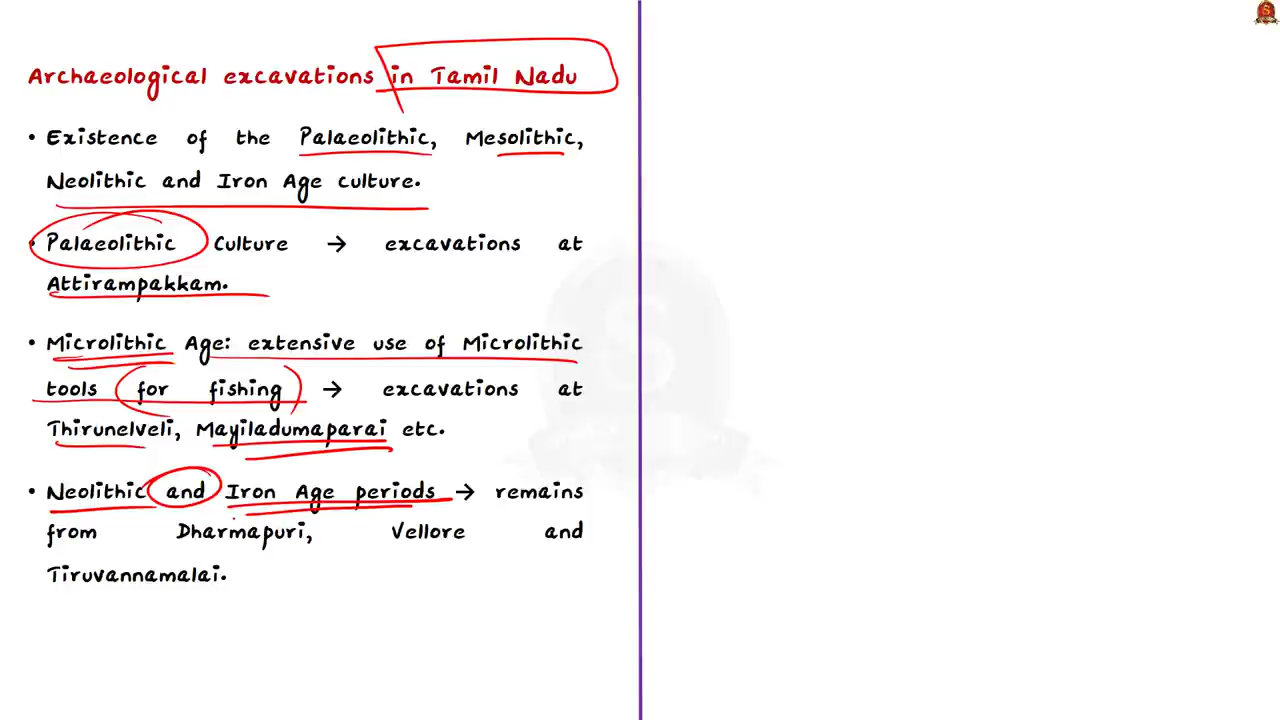 Archaeological excavations in Tamil Nadu
• Existence of the Palaeolithic, Mesolithic,
Neolithic and Iron Age culture.
• Palaeolithic Culture → excavations at
Attirampakkam.
• Microlithic Age: extensive use of Microlithic
tools for fishing → excavations at
Thirunelveli, Mayiladumaparai etc.
• Neolithic and Iron Age periods → remains
from Dharmapuri, Vellore and
Tiruvannamalai.